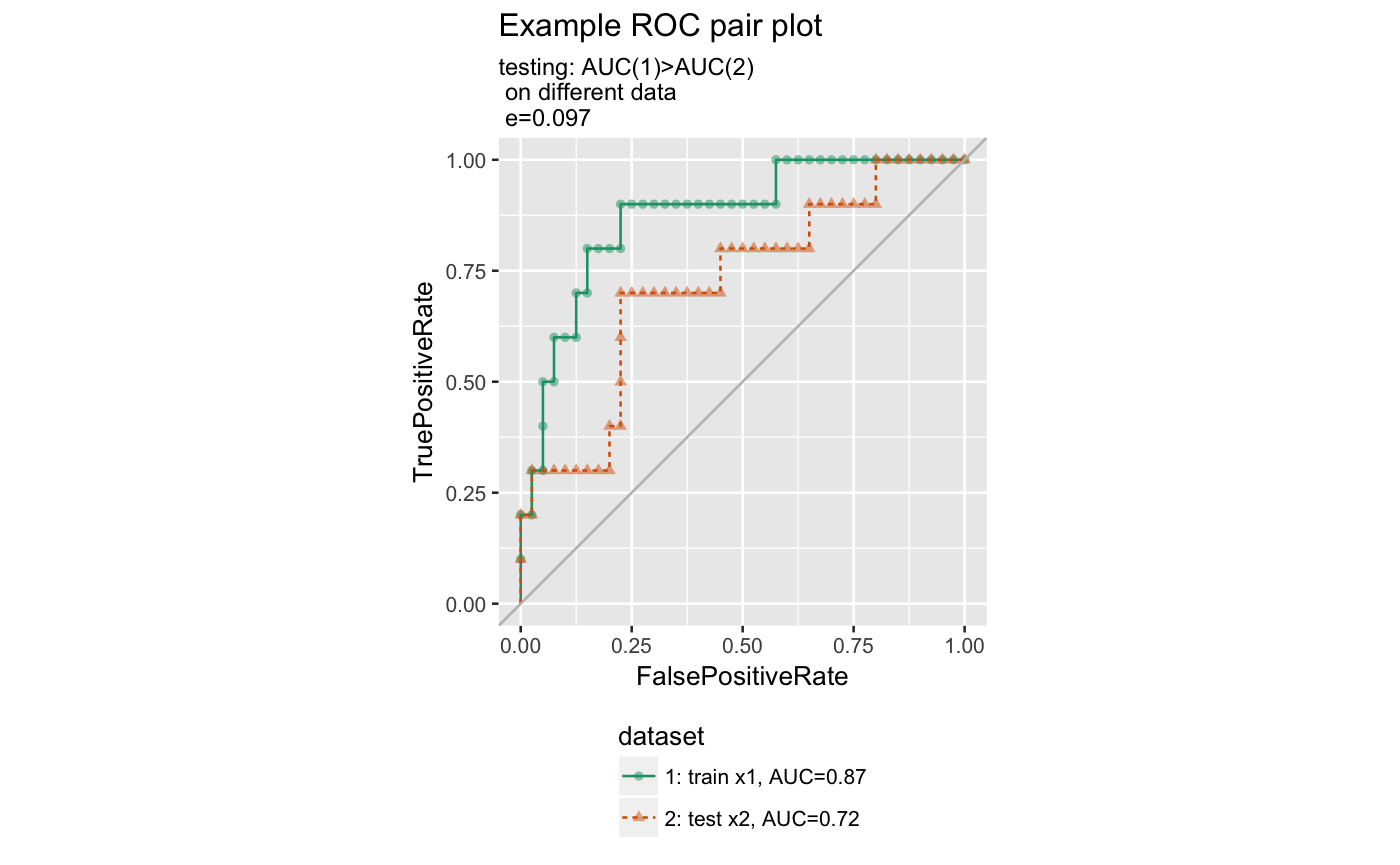 Example ROC pair plot
testing: AUC(1)>AUC(2)
on different data
e=0.097
1.00
0.75
0.50
0.25
0.00
TruePositiveRate
0.00 0.25 0.50 0.75 1.00
FalsePositiveRate
dataset
1: train x1, AUC=0.87
2: test x2, AUC=0.72